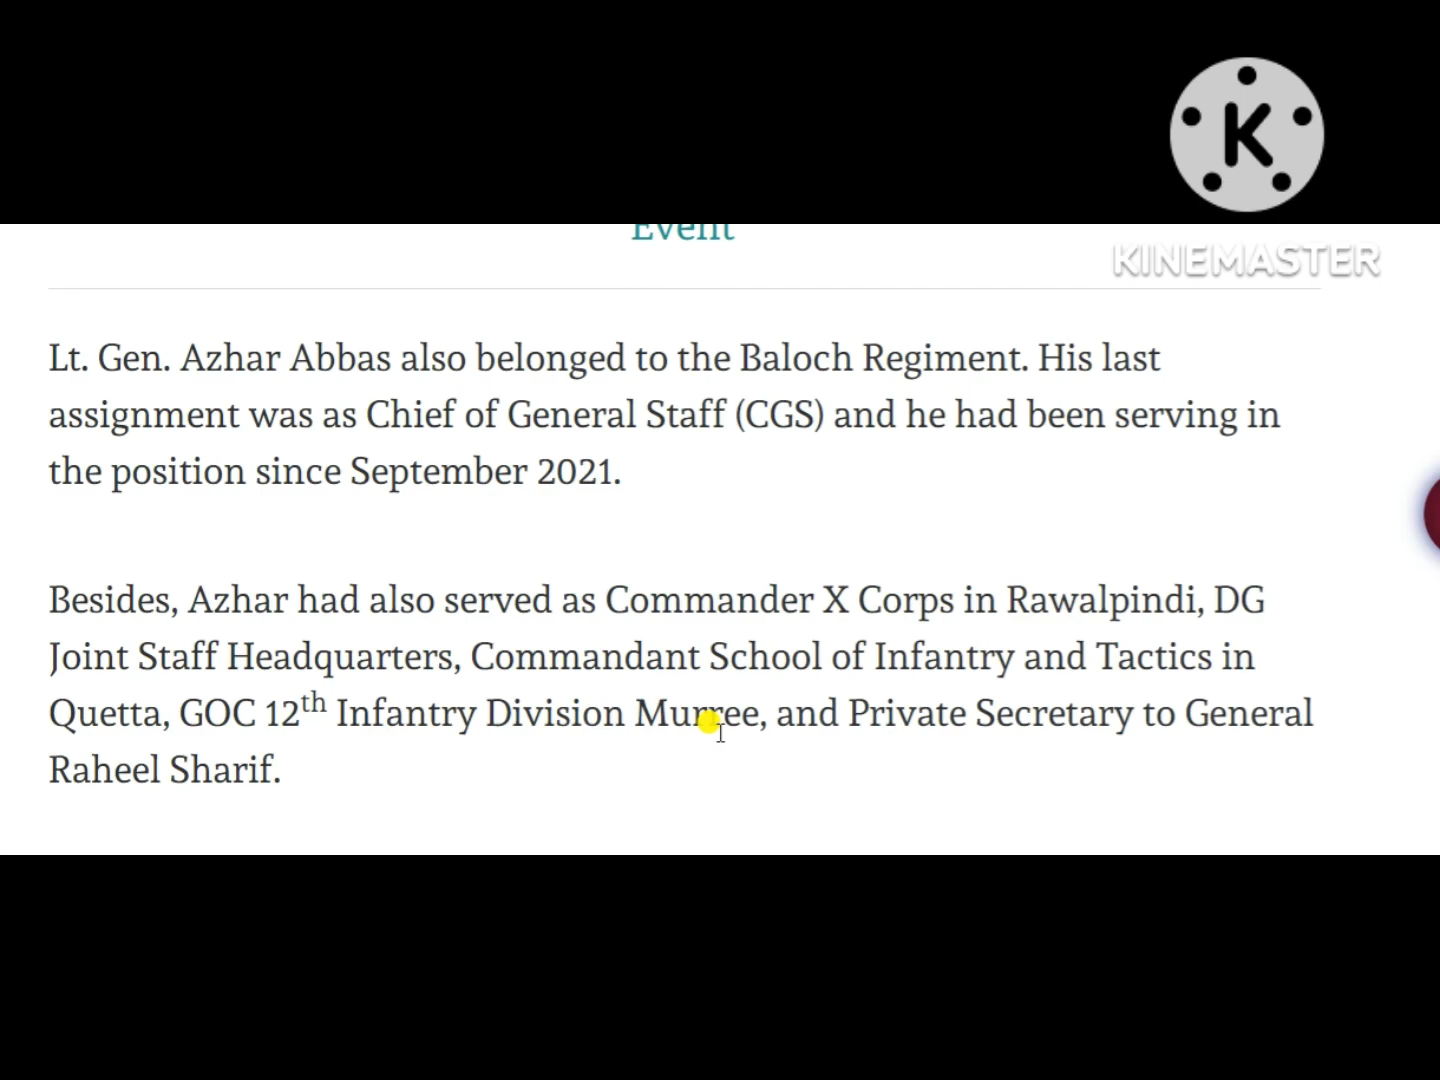 K
Event
KINEMASTER
Lt. Gen. Azhar Abbas also belonged to the Baloch Regiment. His last
assignment was as Chief of General Staff (CGS) and he had been serving in
the position since September 2021.
Besides, Azhar had also served as Commander X Corps in Rawalpindi, DG
Joint Staff Headquarters, Commandant School of Infantry and Tactics in
Quetta, GOC 12th Infantry Division Murree, and Private Secretary to General
Raheel Sharif.